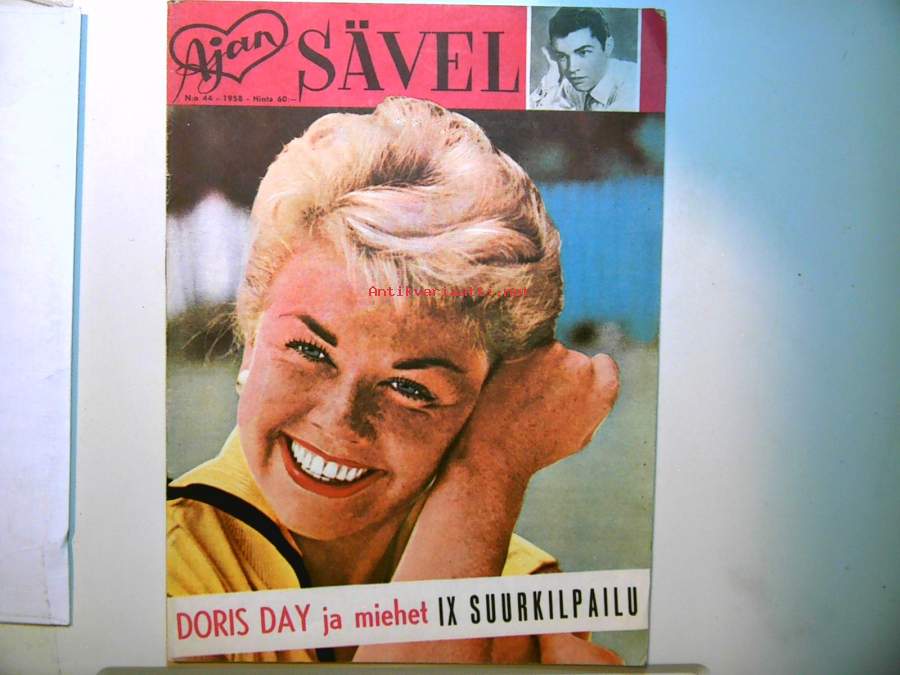 Ajan SÄVEL
N:o 44 - 1958 - Hinta 60:-
Antikvariaatti.net
DORIS DAY ja miehet IX SUURKILPAILU